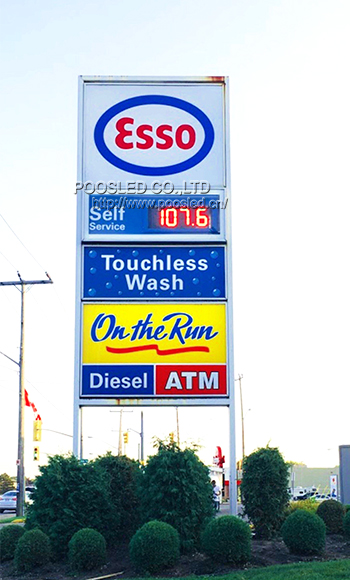 Esso
POOSLED CO.,LTD
http://www.poosled.cn/
Self
Service
107.6
Touchless
Wash
On the Run
Diesel
ATM